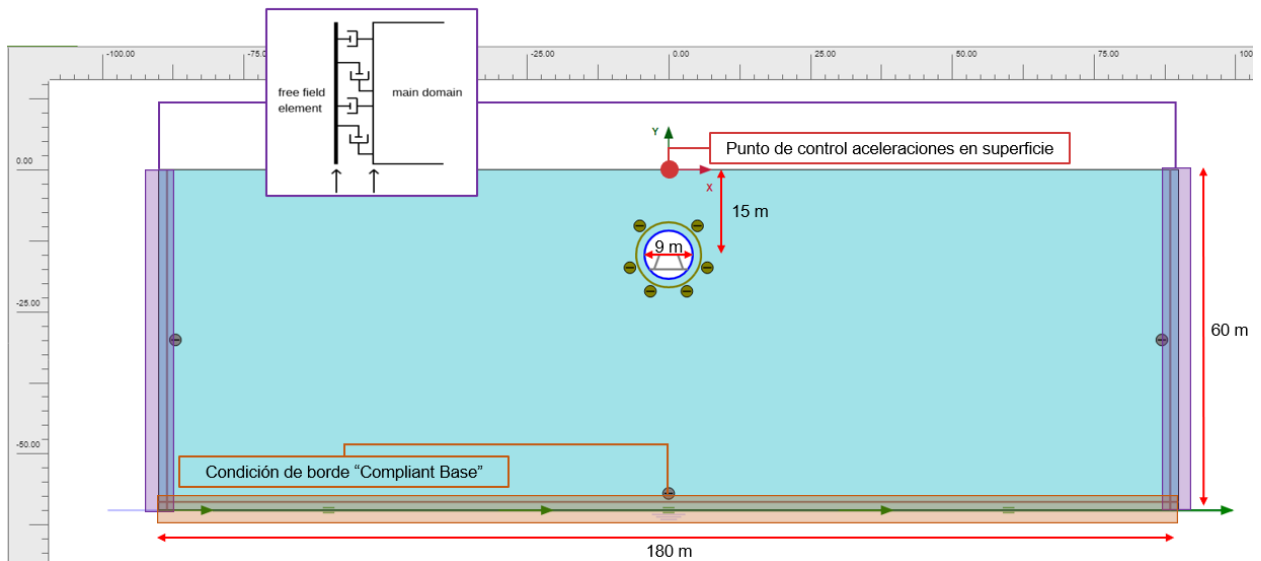 -100.00
-75
-25.00
0.00
25.00
50.00
75.00
100
free field
element
main domain
Y
Punto de control aceleraciones en superficie
0.00
X
15 m
9 m
-25.00
60 m
-50.00
Condición de borde “Compliant Base”
180 m